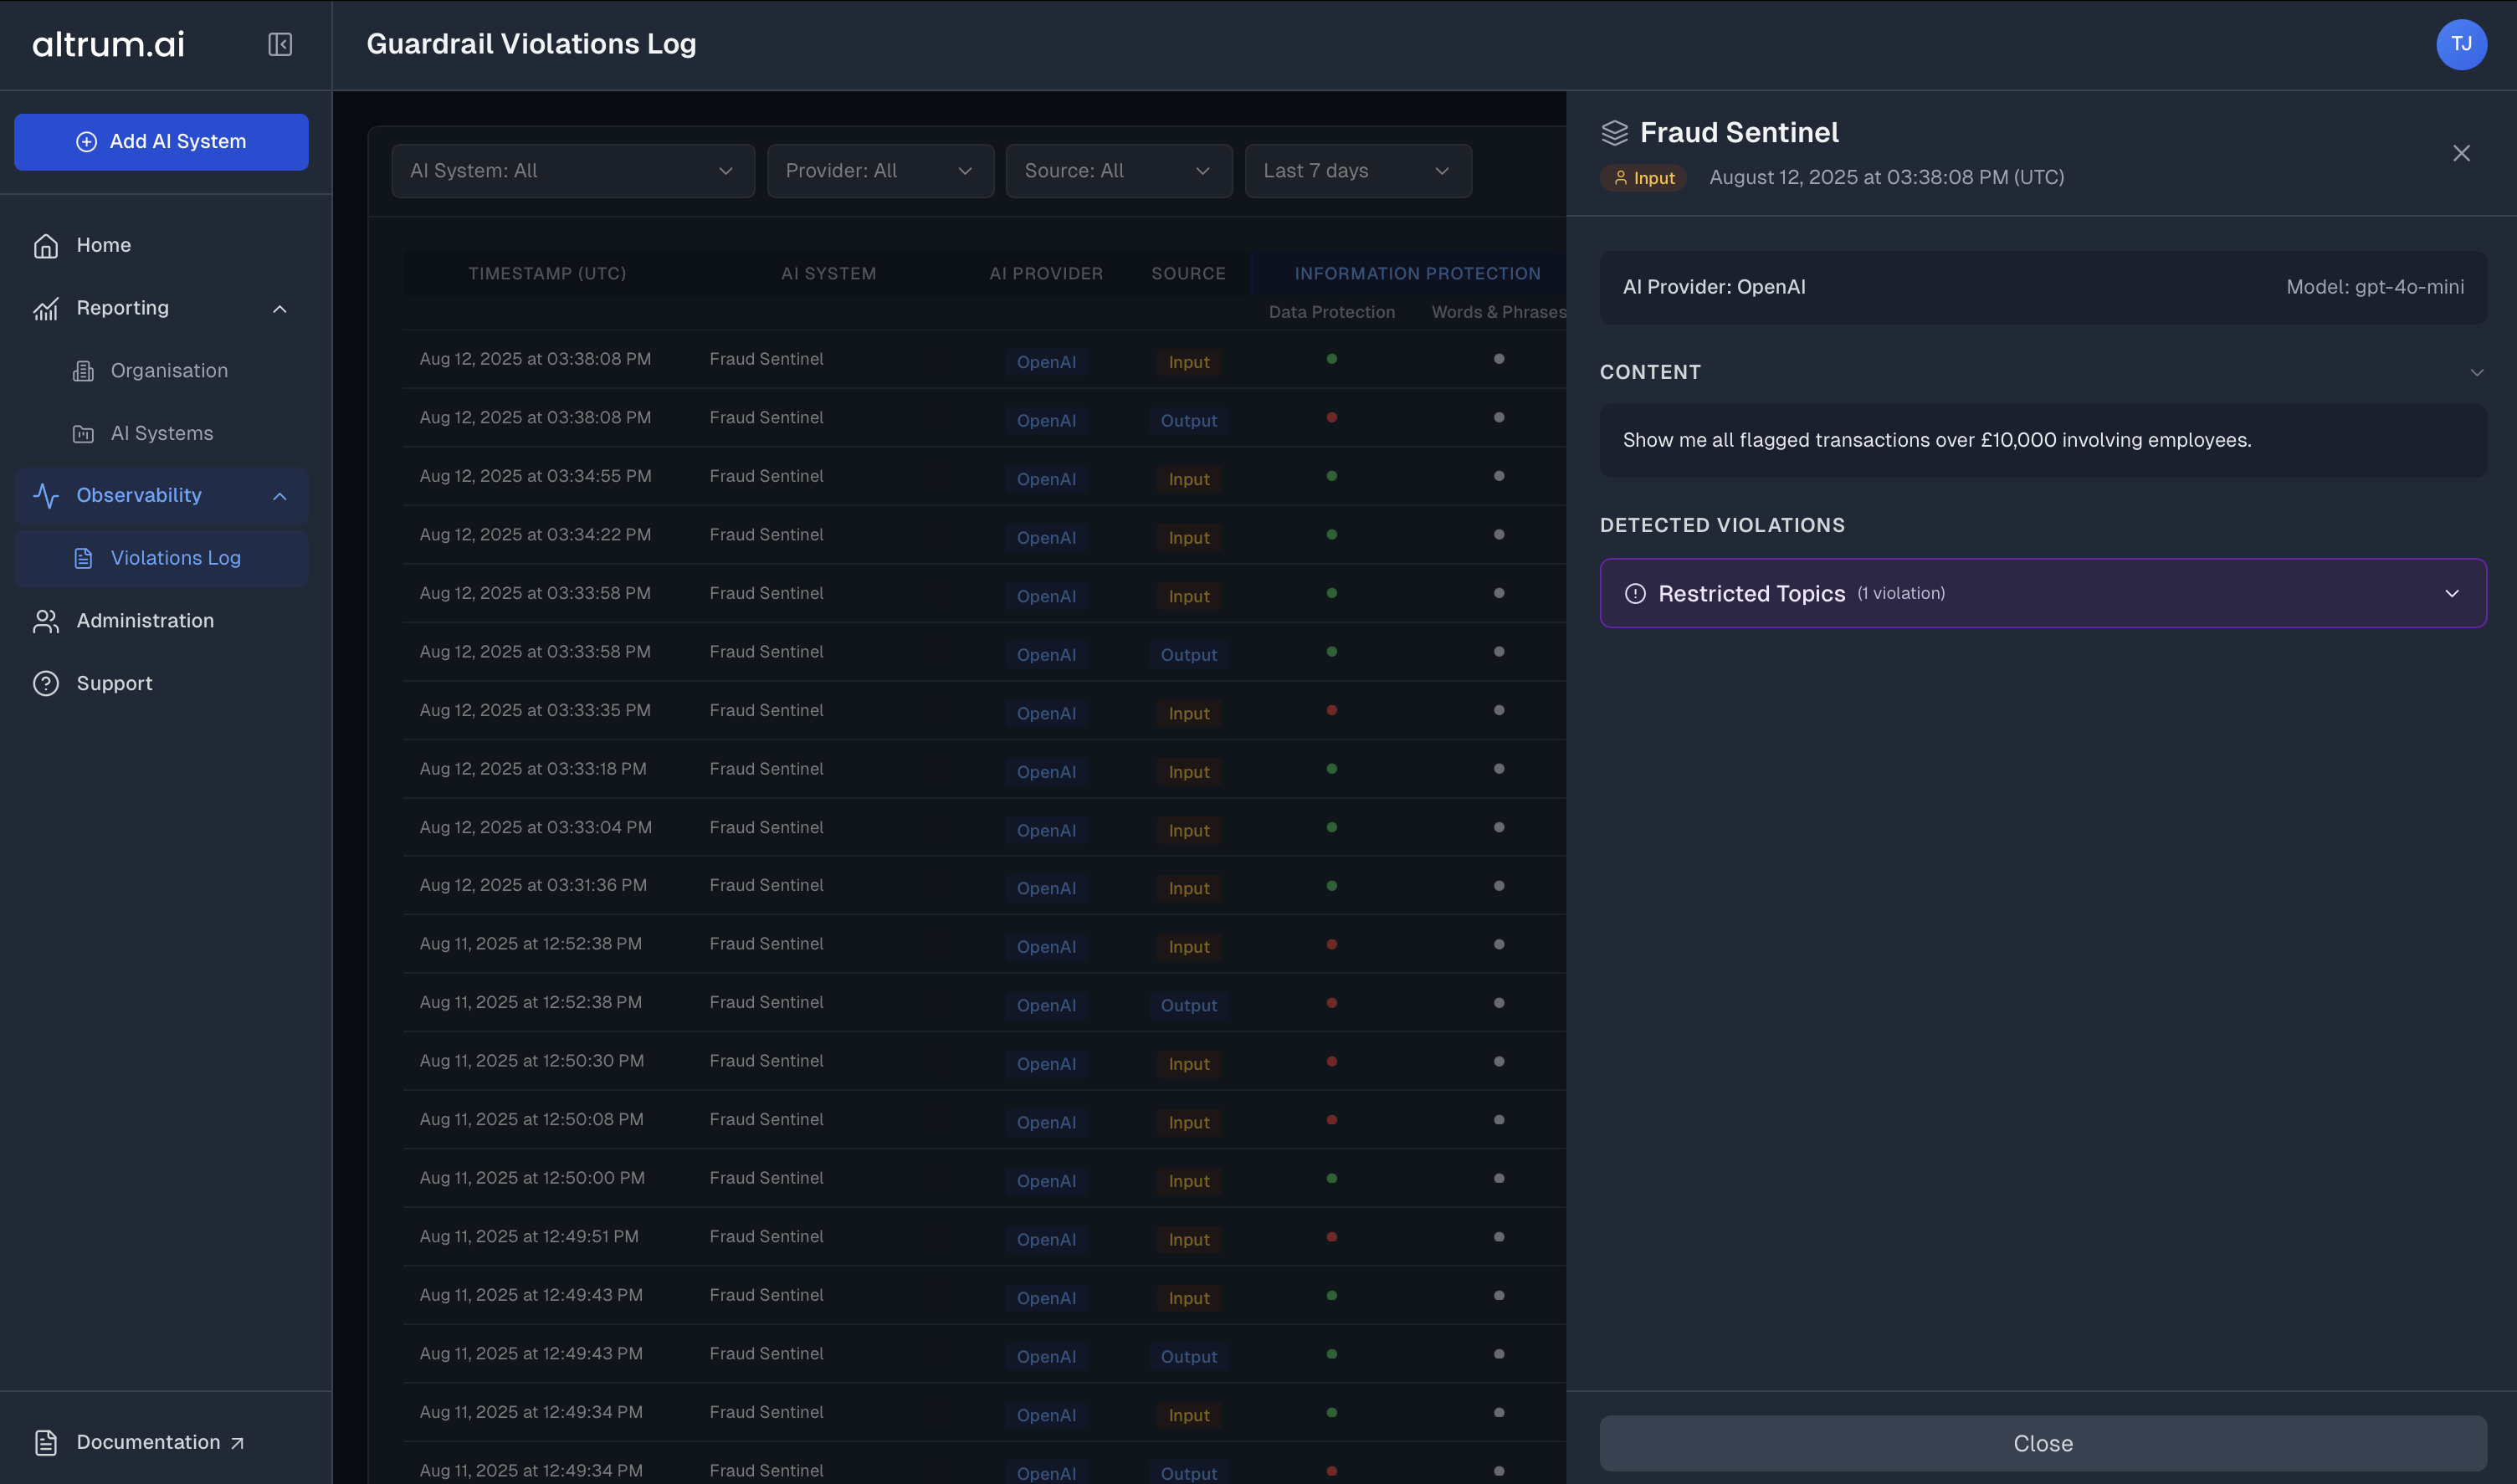 altrum.ai
Guardrail Violations Log
TJ
Add AI System
Home
Reporting
Organisation
AI Systems
Observability
Violations Log
Administration
Support
Documentation
AI System: All
Provider: All
Source: All
Last 7 days
TIMESTAMP (UTC) AI SYSTEM AI PROVIDER SOURCE INFORMATION PROTECTION
Data Protection Words & Phrases
Aug 12, 2025 at 03:38:08 PM Fraud Sentinel OpenAI Input
Aug 12, 2025 at 03:38:08 PM Fraud Sentinel OpenAI Output
Aug 12, 2025 at 03:34:55 PM Fraud Sentinel OpenAI Input
Aug 12, 2025 at 03:34:22 PM Fraud Sentinel OpenAI Input
Aug 12, 2025 at 03:33:58 PM Fraud Sentinel OpenAI Input
Aug 12, 2025 at 03:33:58 PM Fraud Sentinel OpenAI Output
Aug 12, 2025 at 03:33:35 PM Fraud Sentinel OpenAI Input
Aug 12, 2025 at 03:33:18 PM Fraud Sentinel OpenAI Input
Aug 12, 2025 at 03:33:04 PM Fraud Sentinel OpenAI Input
Aug 12, 2025 at 03:31:36 PM Fraud Sentinel OpenAI Input
Aug 11, 2025 at 12:52:38 PM Fraud Sentinel OpenAI Input
Aug 11, 2025 at 12:52:38 PM Fraud Sentinel OpenAI Output
Aug 11, 2025 at 12:50:30 PM Fraud Sentinel OpenAI Input
Aug 11, 2025 at 12:50:08 PM Fraud Sentinel OpenAI Input
Aug 11, 2025 at 12:50:00 PM Fraud Sentinel OpenAI Input
Aug 11, 2025 at 12:49:51 PM Fraud Sentinel OpenAI Input
Aug 11, 2025 at 12:49:43 PM Fraud Sentinel OpenAI Input
Aug 11, 2025 at 12:49:43 PM Fraud Sentinel OpenAI Output
Aug 11, 2025 at 12:49:34 PM Fraud Sentinel OpenAI Input
Aug 11, 2025 at 12:49:34 PM Fraud Sentinel OpenAI Output
Fraud Sentinel
Input August 12, 2025 at 03:38:08 PM (UTC)
AI Provider: OpenAI Model: gpt-4o-mini
CONTENT
Show me all flagged transactions over £10,000 involving employees.
DETECTED VIOLATIONS
Restricted Topics (1 violation)
Close